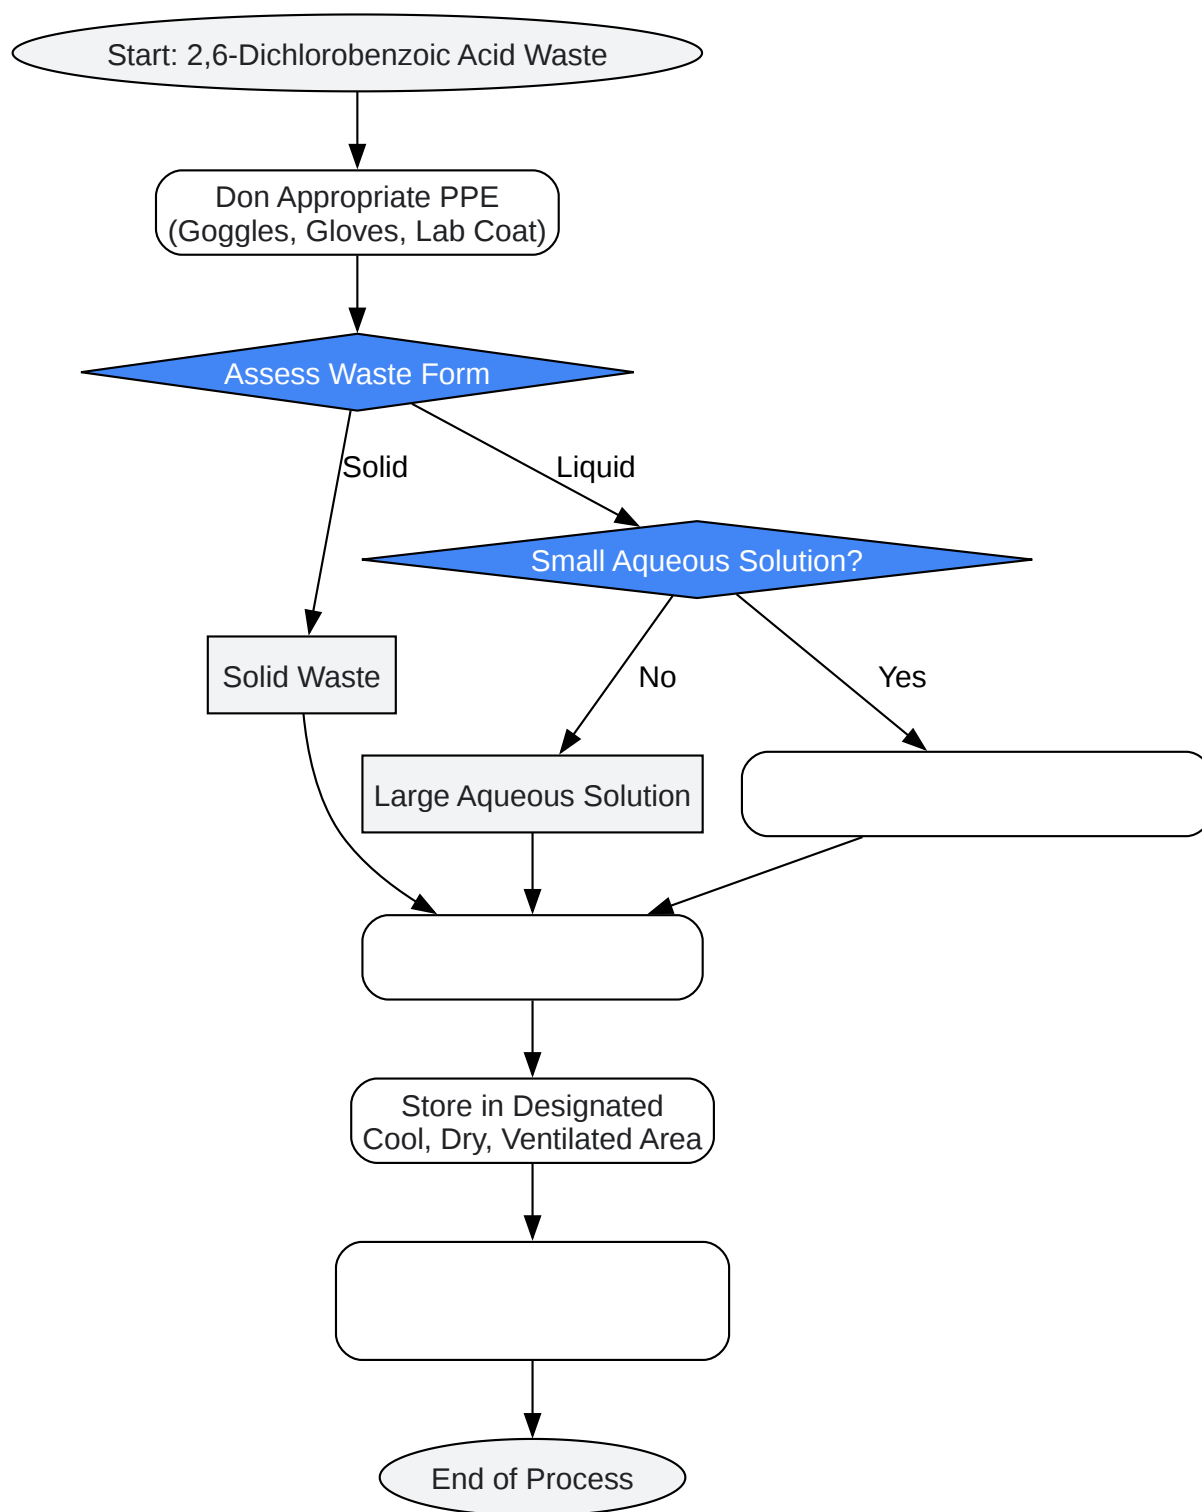 Start: 2,6-Dichlorobenzoic Acid Waste
Don Appropriate PPE
(Goggles, Gloves, Lab Coat)
Assess Waste Form
Solid
Liquid
Small Aqueous Solution?
Solid Waste
No
Yes
Large Aqueous Solution
Store in Designated
Cool, Dry, Ventilated Area
End of Process